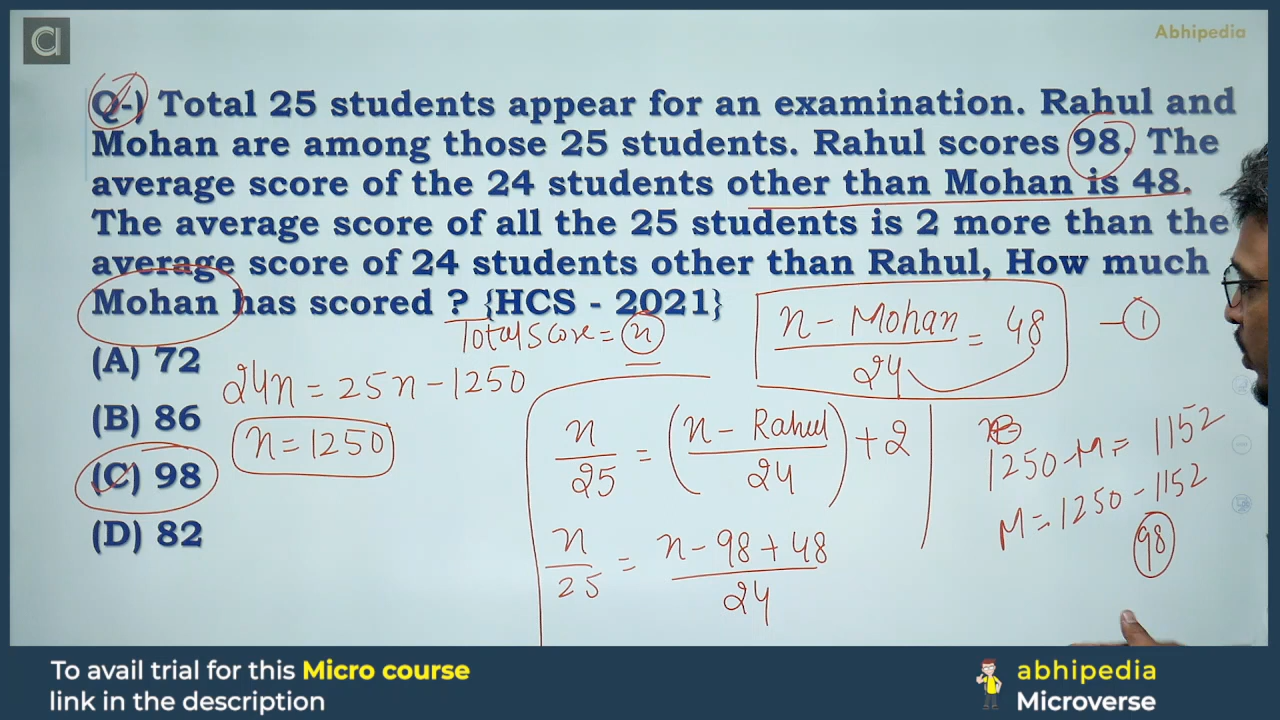 a
Abhipedia
Q-) Total 25 students appear for an examination. Rahul and
Mohan are among those 25 students. Rahul scores 98. The
average score of the 24 students other than Mohan is 48.
The average score of all the 25 students is 2 more than the
average score of 24 students other than Rahul, How much
Mohan has scored ? {HCS - 2021}
Total score = n
n - Mohan / 24 = 48 - 1
(A) 72
24n = 25n - 1250
(B) 86
n = 1250
(C) 98
(D) 82
n / 25 = ( n - Rahul / 24 ) + 2
n / 25 = n - 98 + 48 / 24
1250 - M = 1152
M = 1250 - 1152
98
To avail trial for this Micro course
link in the description
abhipedia
Microverse